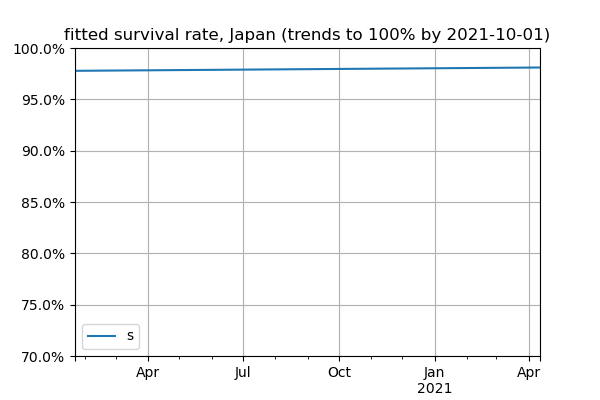 fitted survival rate, Japan (trends to 100% by 2021-10-01)
100.0%
95.0%
90.0%
85.0%
80.0%
75.0%
70.0%
s
Apr Jul Oct Jan Apr
2021